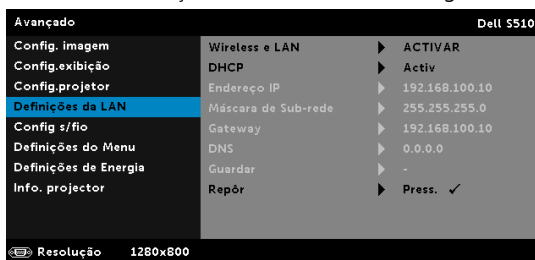 Avançado Dell S510
Config. imagem
Config.exibição
Config.projetor
Definições da LAN
Config s/fio
Definições do Menu
Definições de Energia
Info. projector
Wireless e LAN ACTIVAR
DHCP Activ
Endereço IP 192.168.100.10
Máscara de Sub-rede 255.255.255.0
Gateway 192.168.100.10
DNS 0.0.0.0
Guardar -
Repôr Press. ✓
Resolução 1280x800